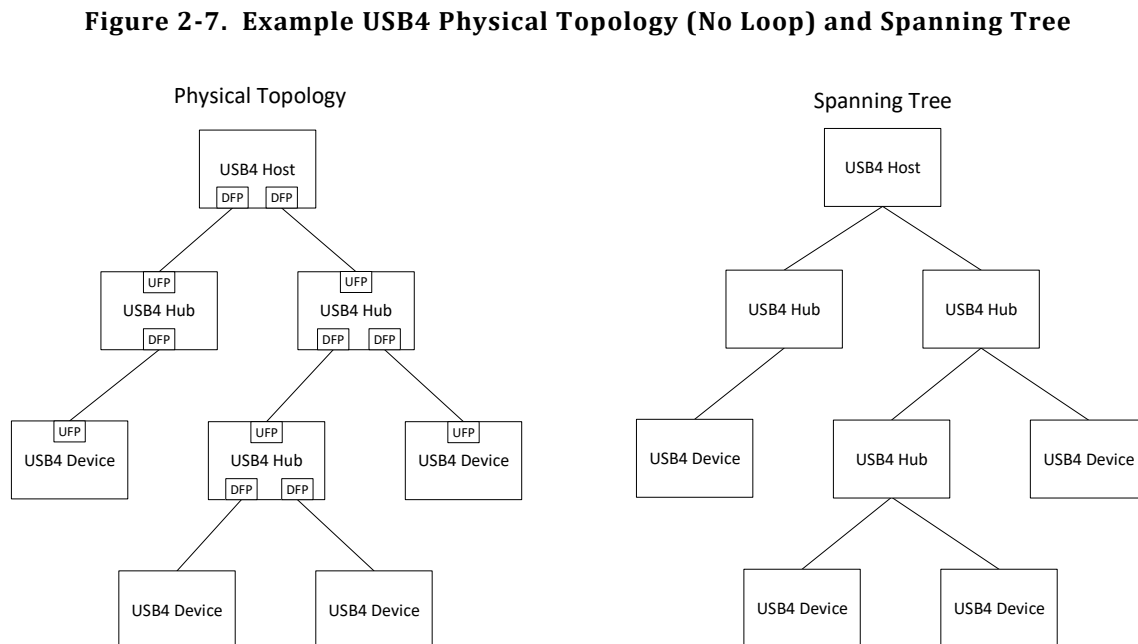 Figure 2-7. Example USB4 Physical Topology (No Loop) and Spanning Tree
Physical Topology
USB4 Host
DFP DFP
UFP UFP
USB4 Hub USB4 Hub
DFP DFP DFP
UFP UFP UFP
USB4 Device USB4 Hub USB4 Device
DFP DFP
USB4 Device USB4 Device
Spanning Tree
USB4 Host
USB4 Hub USB4 Hub
USB4 Device USB4 Hub USB4 Device
USB4 Device USB4 Device